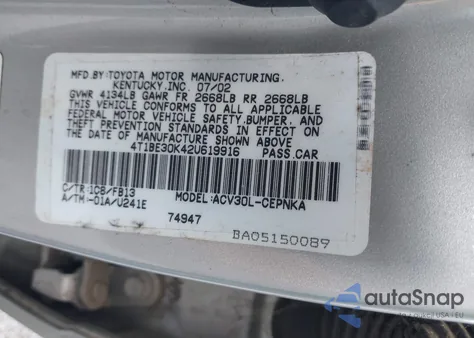 MFD.BY:TOYOTA MOTOR MANUFACTURING.
KENTUCKY.INC. 07/02
GVWR 4134LB GAWR FR 2668LB RR 2668LB
THIS VEHICLE CONFORMS TO ALL APPLICABLE
FEDERAL MOTOR VEHICLE SAFETY,BUMPER, AND
THEFT PREVENTION STANDARDS IN EFFECT ON
THE DATE OF MANUFACTURE SHOWN ABOVE.
4T1BE30K42U619916 PASS.CAR
C/TR:1C8/FB13 MODEL:ACV30L-CEPNKA
A/TM:-01A/U241E
74947
BA05150089
autoSnap